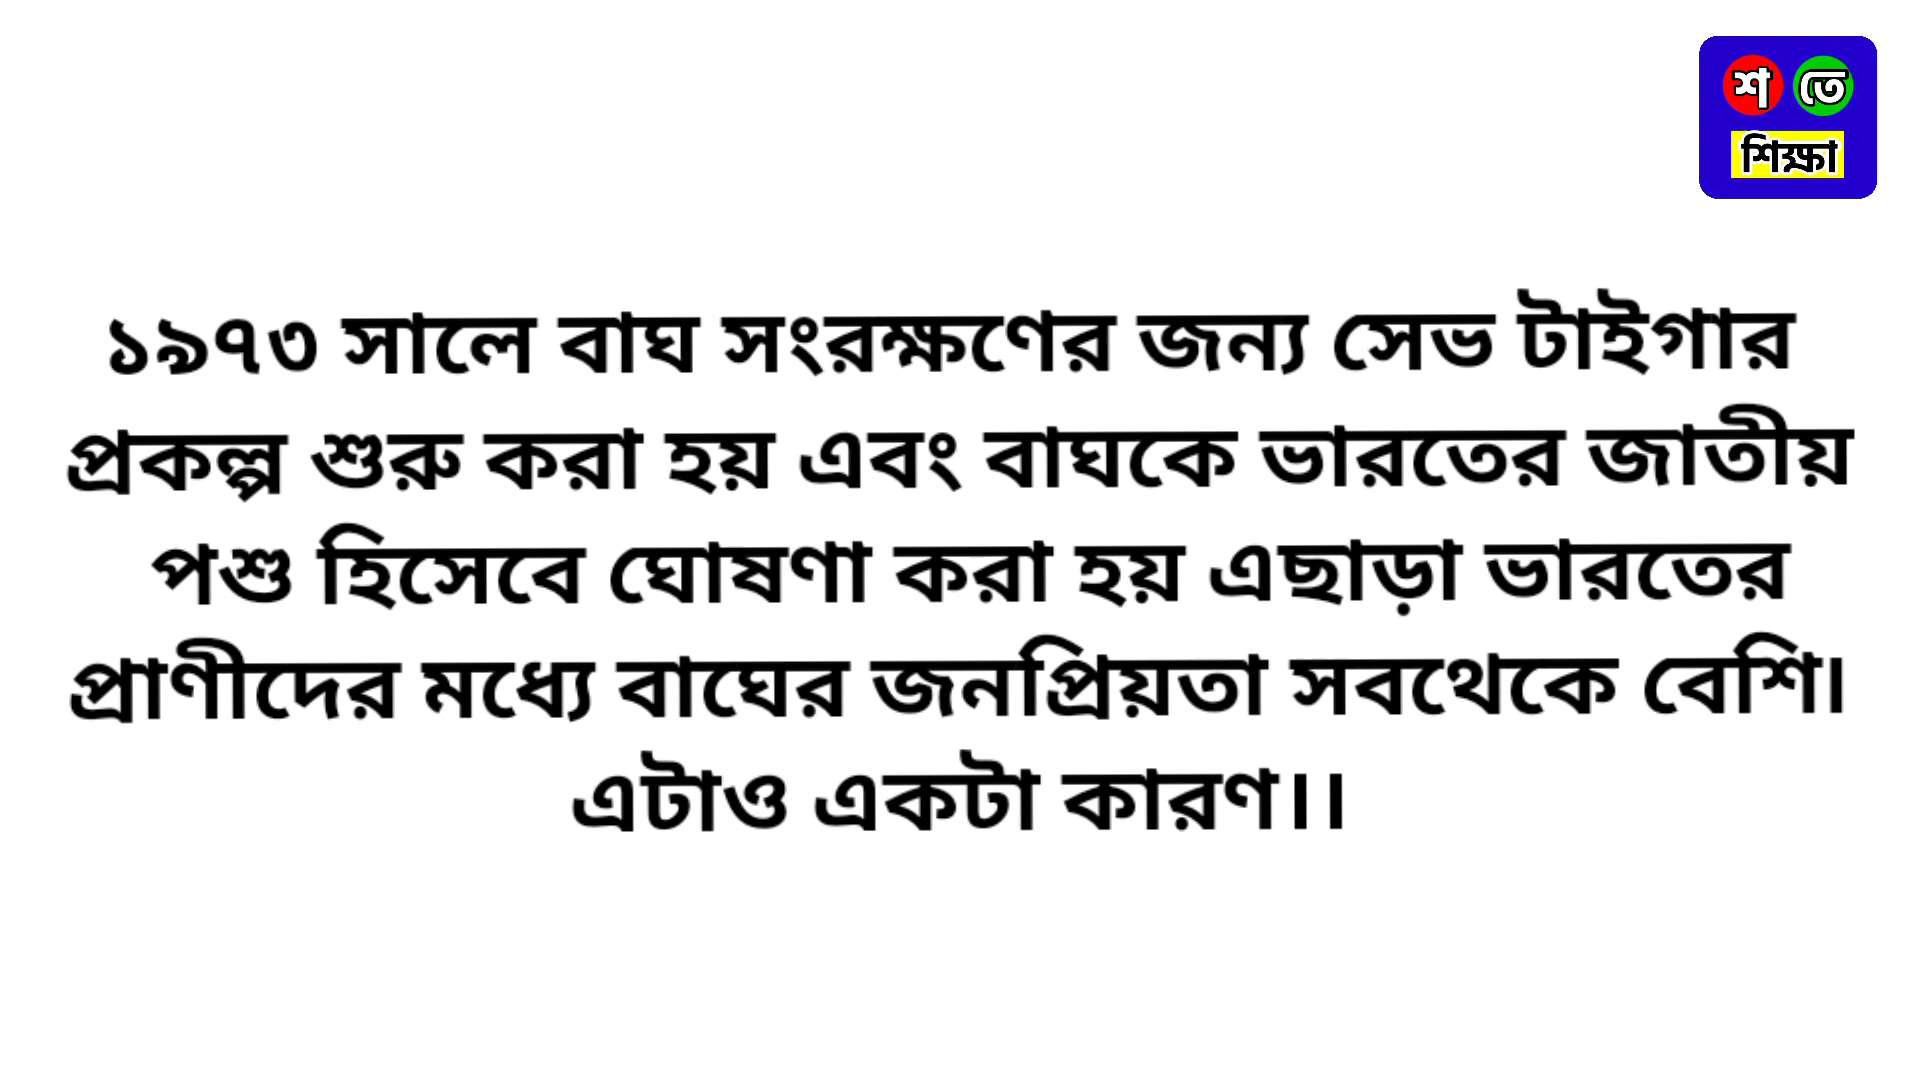 শ তে
শিক্ষা
১৯৭৩ সালে বাঘ সংরক্ষণের জন্য সেভ টাইগার
প্রকল্প শুরু করা হয় এবং বাঘকে ভারতের জাতীয়
পশু হিসেবে ঘোষণা করা হয় এছাড়া ভারতের
প্রাণীদের মধ্যে বাঘের জনপ্রিয়তা সবথেকে বেশি।
এটাও একটা কারণ।।